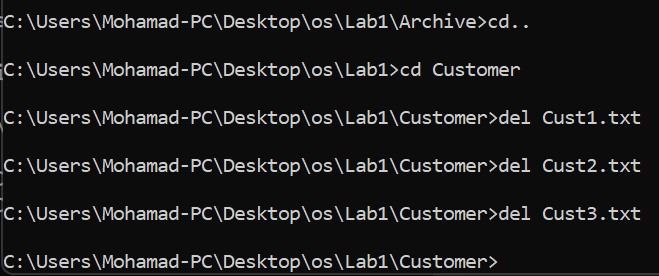 C:\Users\Mohamad-PC\Desktop\os\Lab1\Archive>cd..
C:\Users\Mohamad-PC\Desktop\os\Lab1>cd Customer
C:\Users\Mohamad-PC\Desktop\os\Lab1\Customer>del Cust1.txt
C:\Users\Mohamad-PC\Desktop\os\Lab1\Customer>del Cust2.txt
C:\Users\Mohamad-PC\Desktop\os\Lab1\Customer>del Cust3.txt
C:\Users\Mohamad-PC\Desktop\os\Lab1\Customer>